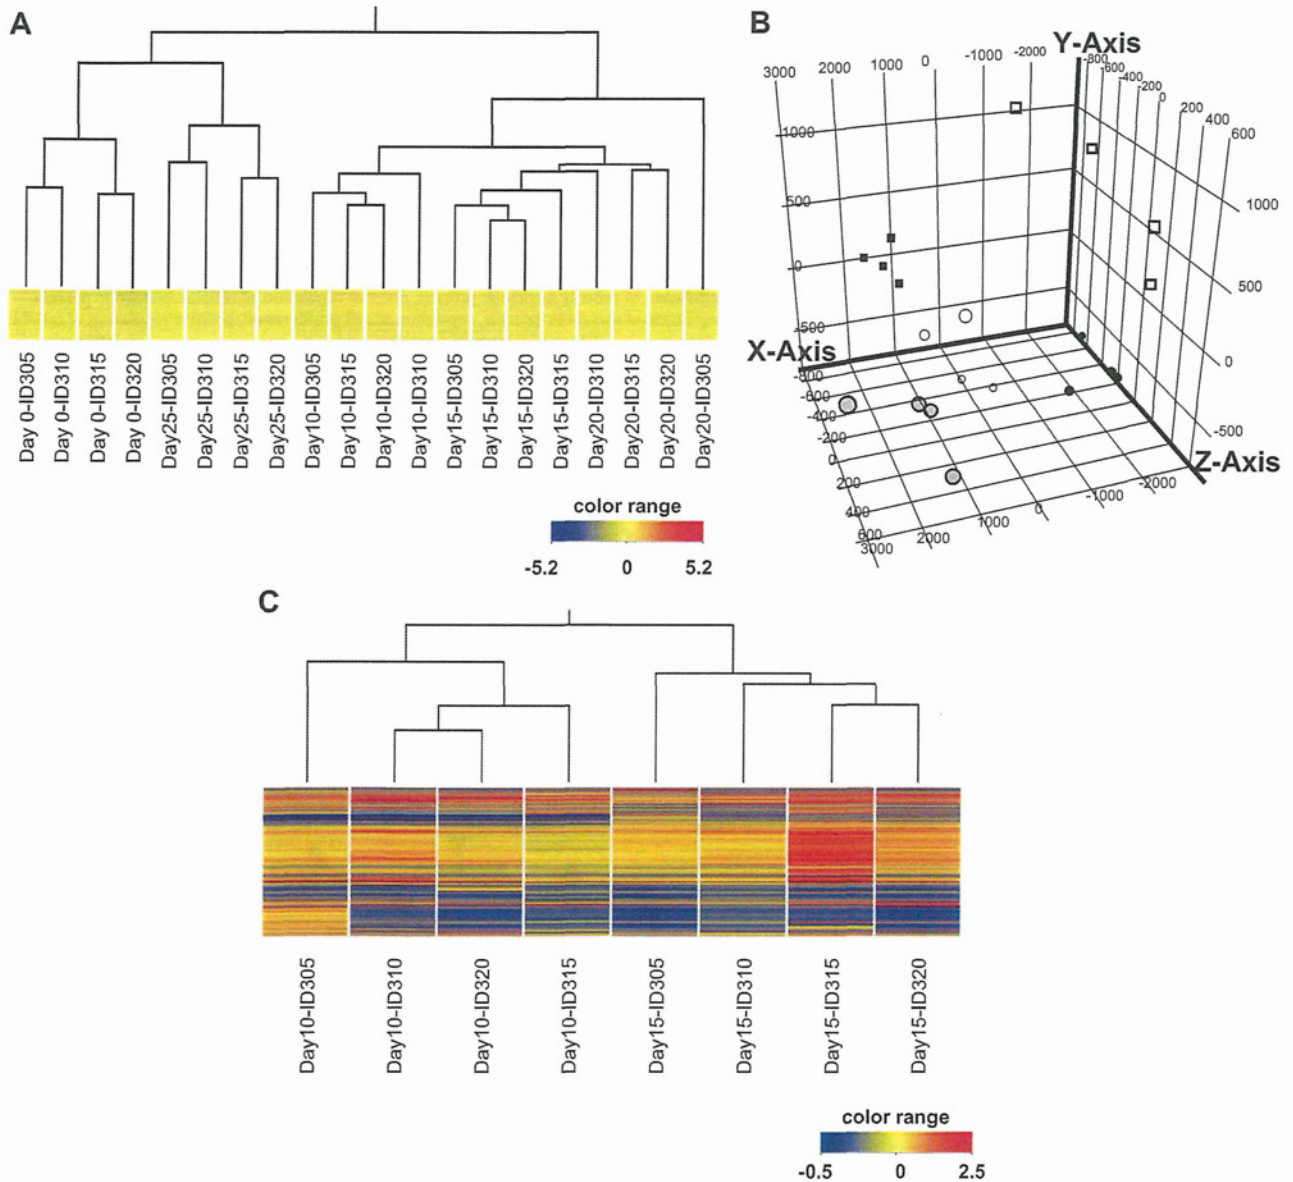 A
Day 0-ID305
Day 0-ID310
Day 0-ID315
Day 0-ID320
Day25-ID305
Day25-ID310
Day25-ID315
Day25-ID320
Day10-ID305
Day10-ID315
Day10-ID320
Day10-ID310
Day15-ID305
Day15-ID310
Day15-ID320
Day15-ID315
Day20-ID310
Day20-ID315
Day20-ID320
Day20-ID305
color range
-5.2 0 5.2
B
Y-Axis
3000 2000 1000 0 -1000 -2000
-800 -600 -400 -200 0 200 400 600
1000
500
0
-500
1000
500
0
-500
X-Axis
Z-Axis
-800
-600
-400
-200
0
200
400
600
3000 2000 1000 0 -1000 -2000
C
Day10-ID305
Day10-ID310
Day10-ID320
Day10-ID315
Day15-ID305
Day15-ID310
Day15-ID315
Day15-ID320
color range
-0.5 0 2.5